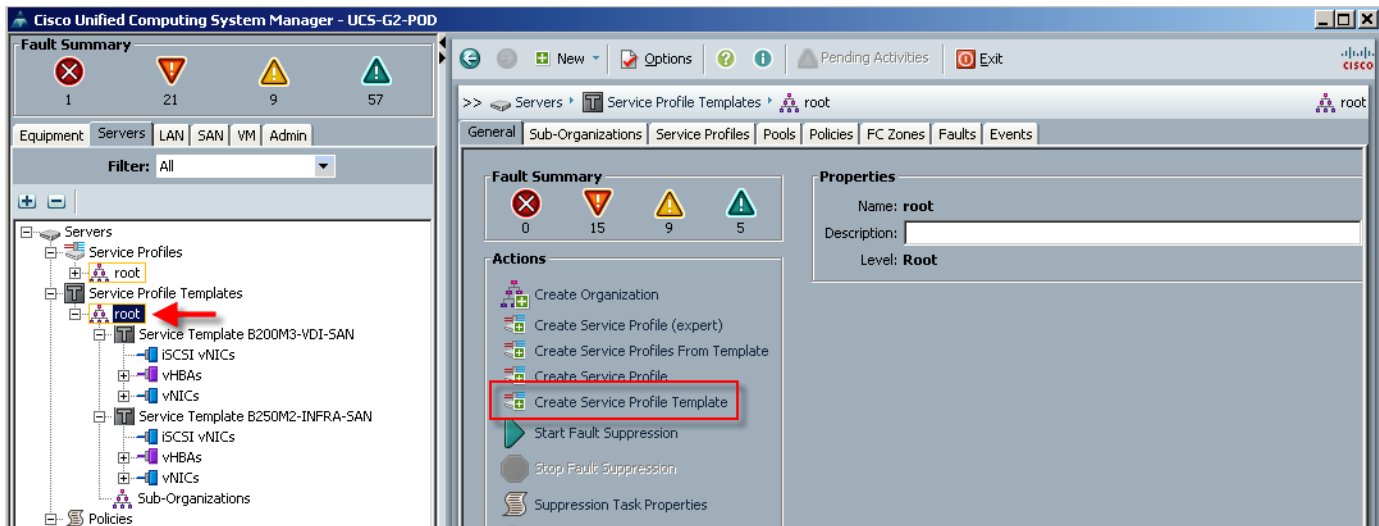 Cisco Unified Computing System Manager - UCS-G2-POD
Fault Summary
1 21 9 57
Equipment Servers LAN SAN VM Admin
Filter: All
Servers
Service Profiles
root
Service Profile Templates
root
Service Template B200M3-VDI-SAN
iSCSI vNICs
vHBAs
vNICs
Service Template B250M2-INFRA-SAN
iSCSI vNICs
vHBAs
vNICs
Sub-Organizations
Policies
New Options Pending Activities Exit
CISCO
>> Servers Service Profile Templates root root
General Sub-Organizations Service Profiles Pools Policies FC Zones Faults Events
Fault Summary
0 15 9 5
Actions
Create Organization
Create Service Profile (expert)
Create Service Profiles From Template
Create Service Profile
Create Service Profile Template
Start Fault Suppression
Stop Fault Suppression
Suppression Task Properties
Properties
Name: root
Description:
Level: Root